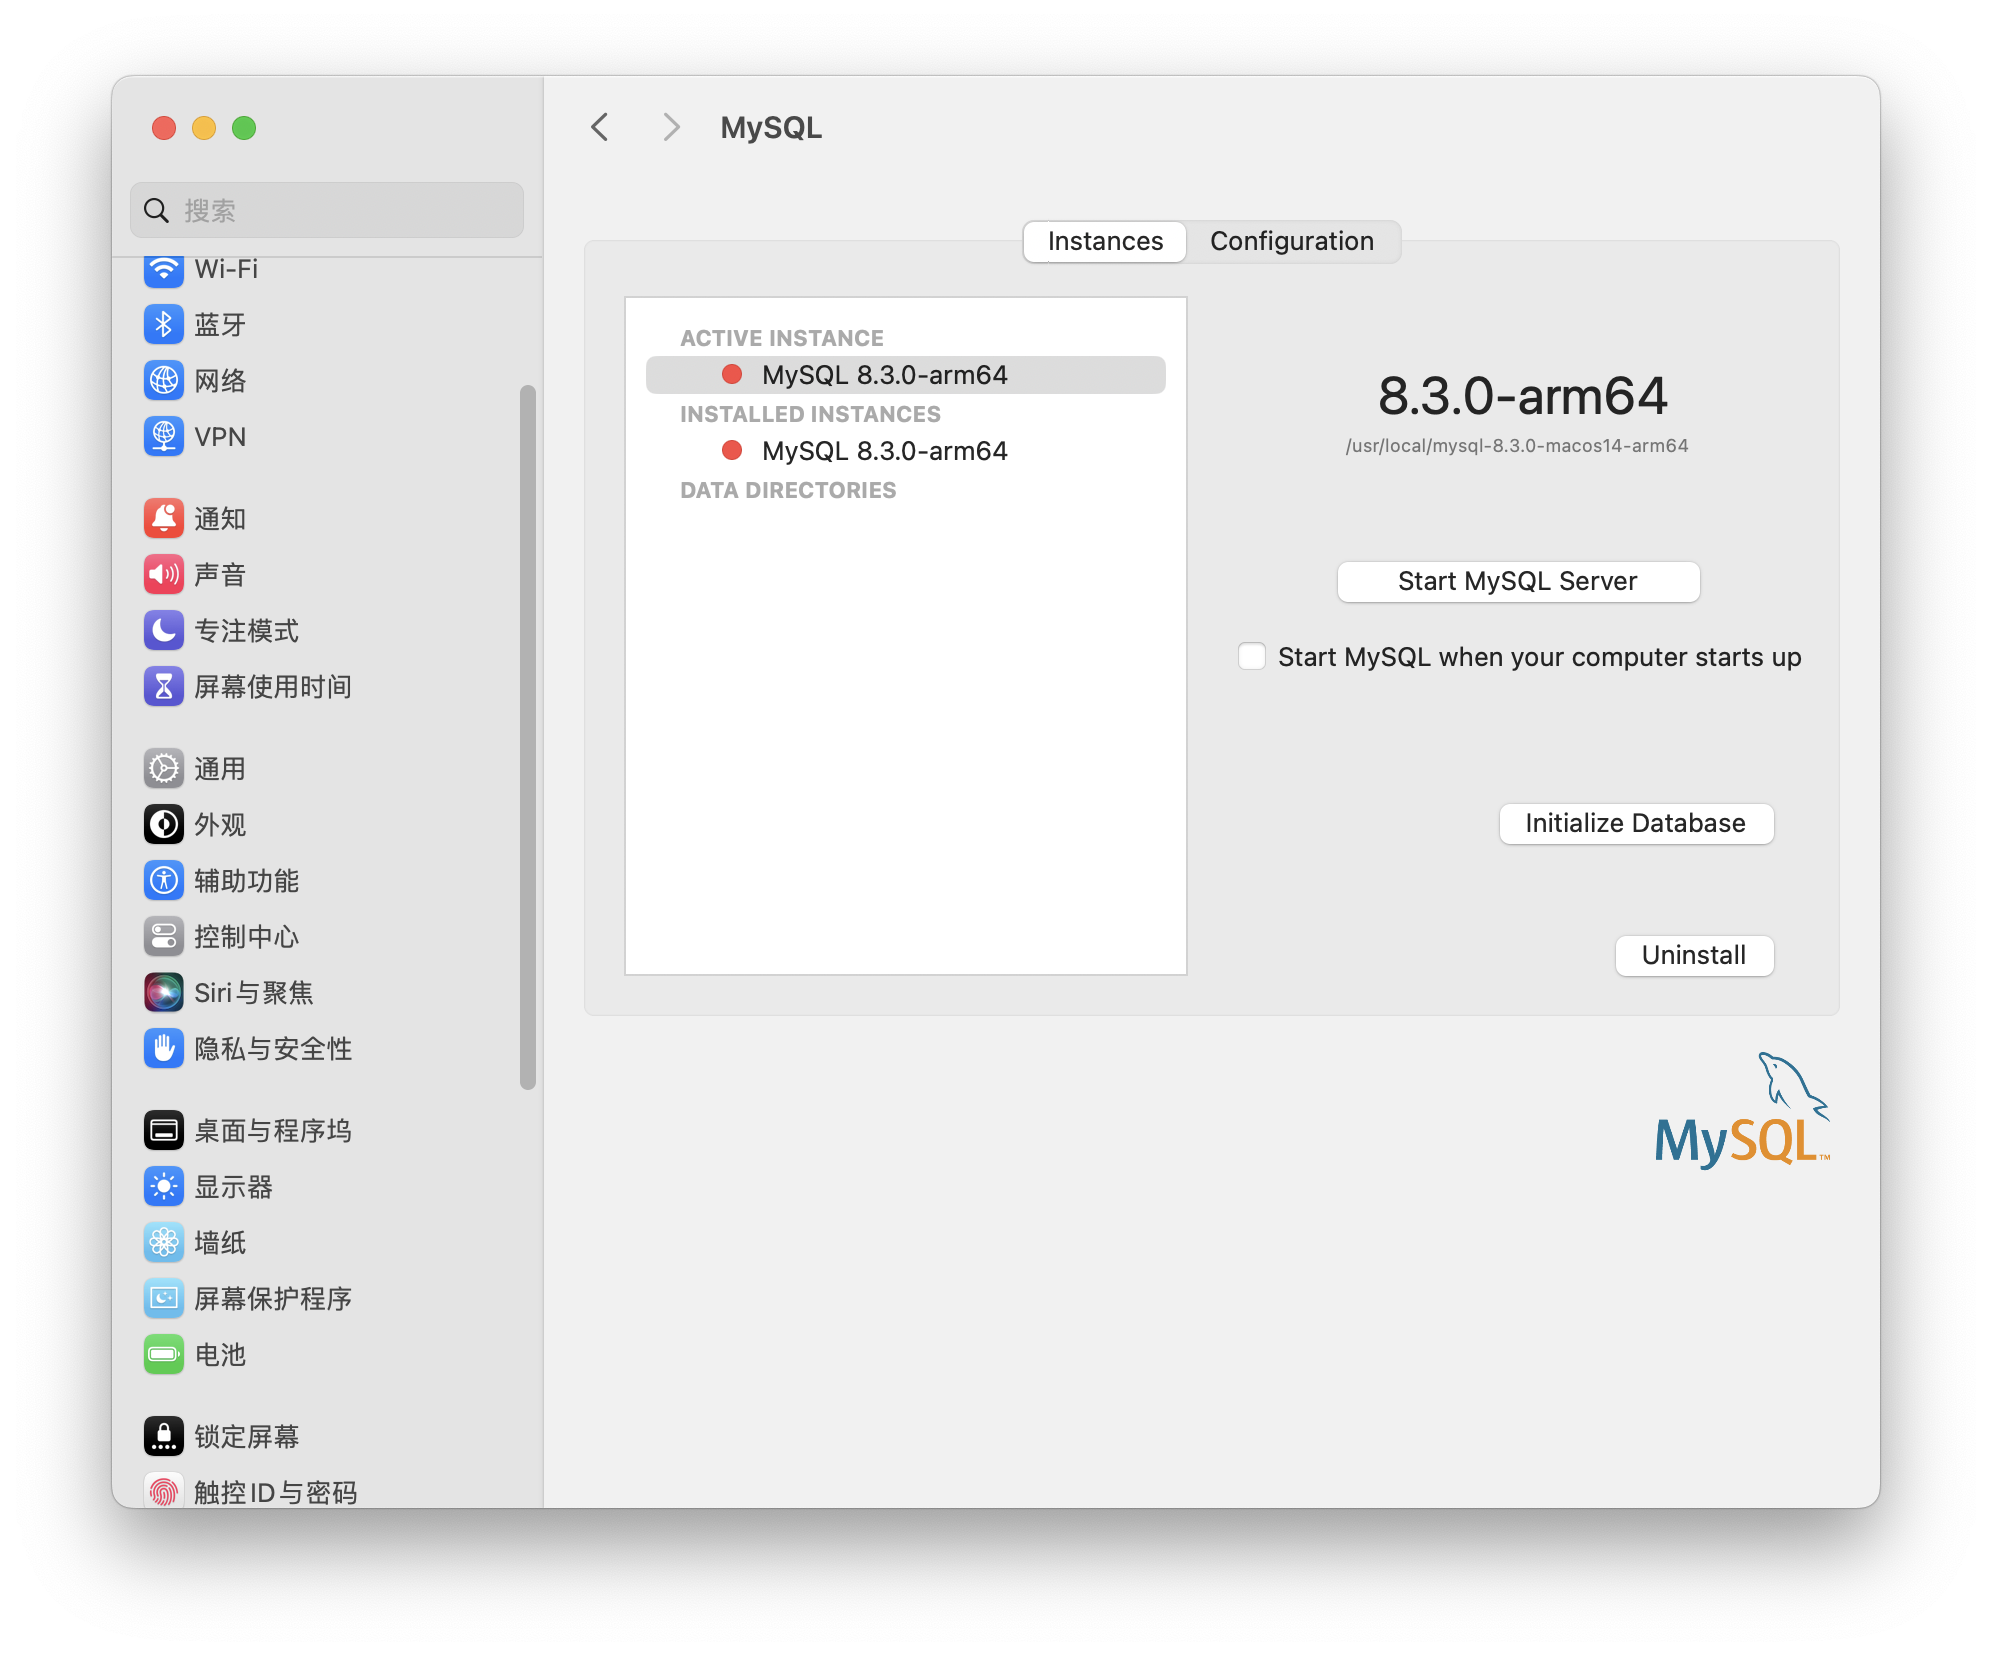 MySQL
搜索
Wi-Fi
蓝牙
网络
VPN
通知
声音
专注模式
屏幕使用时间
通用
外观
辅助功能
控制中心
Siri与聚焦
隐私与安全性
桌面与程序坞
显示器
墙纸
屏幕保护程序
电池
锁定屏幕
触控ID与密码
Instances
Configuration
ACTIVE INSTANCE
MySQL 8.3.0-arm64
INSTALLED INSTANCES
MySQL 8.3.0-arm64
DATA DIRECTORIES
8.3.0-arm64
/usr/local/mysql-8.3.0-macos14-arm64
Start MySQL Server
Start MySQL when your computer starts up
Initialize Database
Uninstall
MySQL™